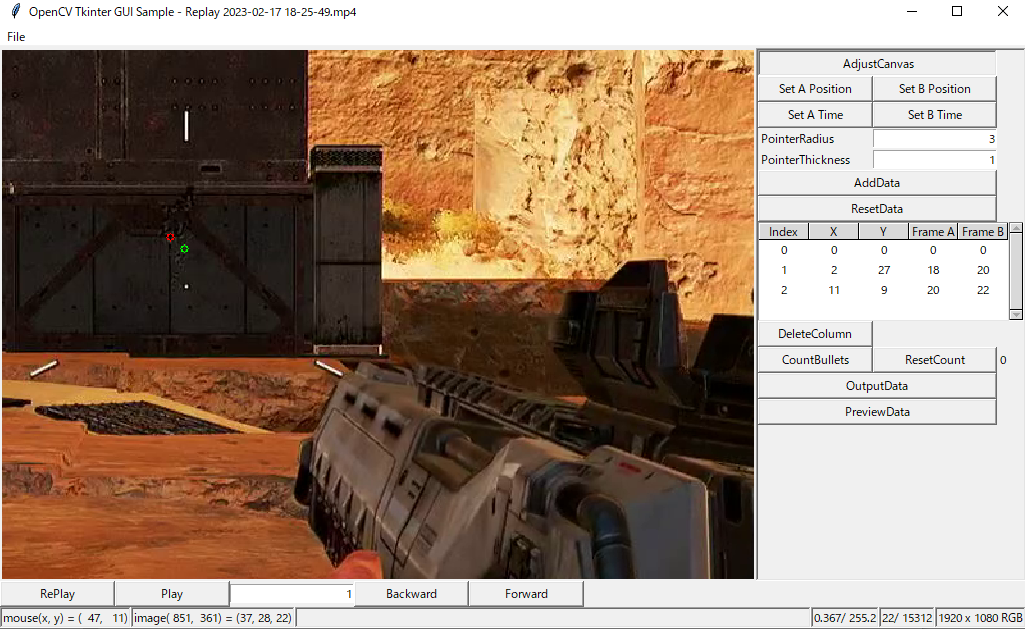 OpenCV Tkinter GUI Sample - Replay 2023-02-17 18-25-49.mp4
File
AdjustCanvas
Set A Position Set B Position
Set A Time Set B Time
PointerRadius 3
PointerThickness 1
AddData
ResetData
Index X Y Frame A Frame B
0 0 0 0 0
1 2 27 18 20
2 11 9 20 22
DeleteColumn
CountBullets ResetCount 0
OutputData
PreviewData
RePlay Play 1 Backward Forward
mouse(x, y) = ( 47, 11) image( 851, 361) = (37, 28, 22) 0.367/ 255.2 22/ 15312 1920 x 1080 RGB